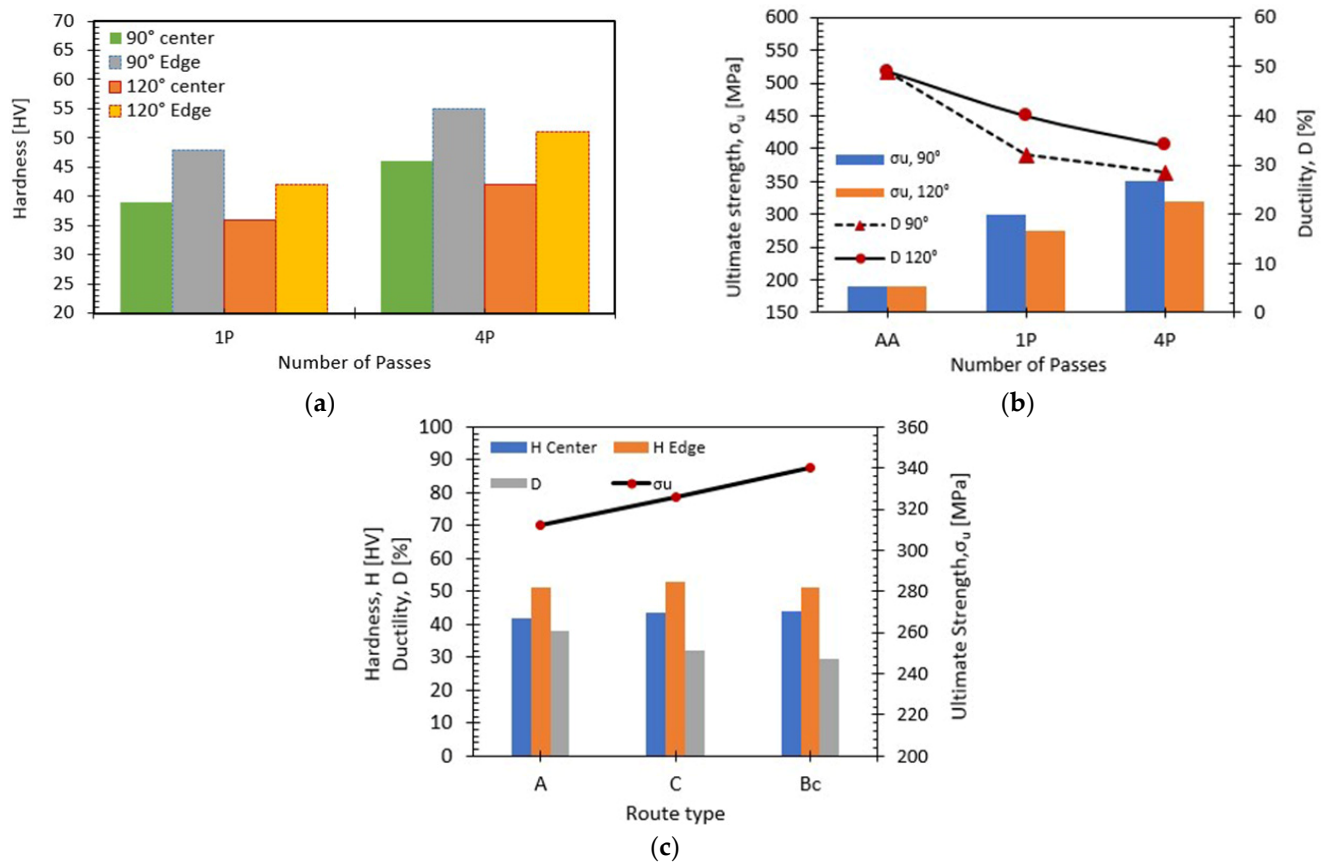 70
65
60
55
50
45
40
35
30
25
20
Hardness [HV]
90° center
90° Edge
120° center
120° Edge
1P
4P
Number of Passes
(a)
600
550
500
450
400
350
300
250
200
150
Ultimate strength, σu [MPa]
σu, 90°
σu, 120°
D 90°
D 120°
60
50
40
30
20
10
0
Ductility, D [%]
AA
1P
4P
Number of Passes
(b)
100
90
80
70
60
50
40
30
20
10
0
Hardness, H [HV]
Ductility, D [%]
H Center
H Edge
D
σu
360
340
320
300
280
260
240
220
200
Ultimate Strength,σu [MPa]
A
C
Bc
Route type
(c)